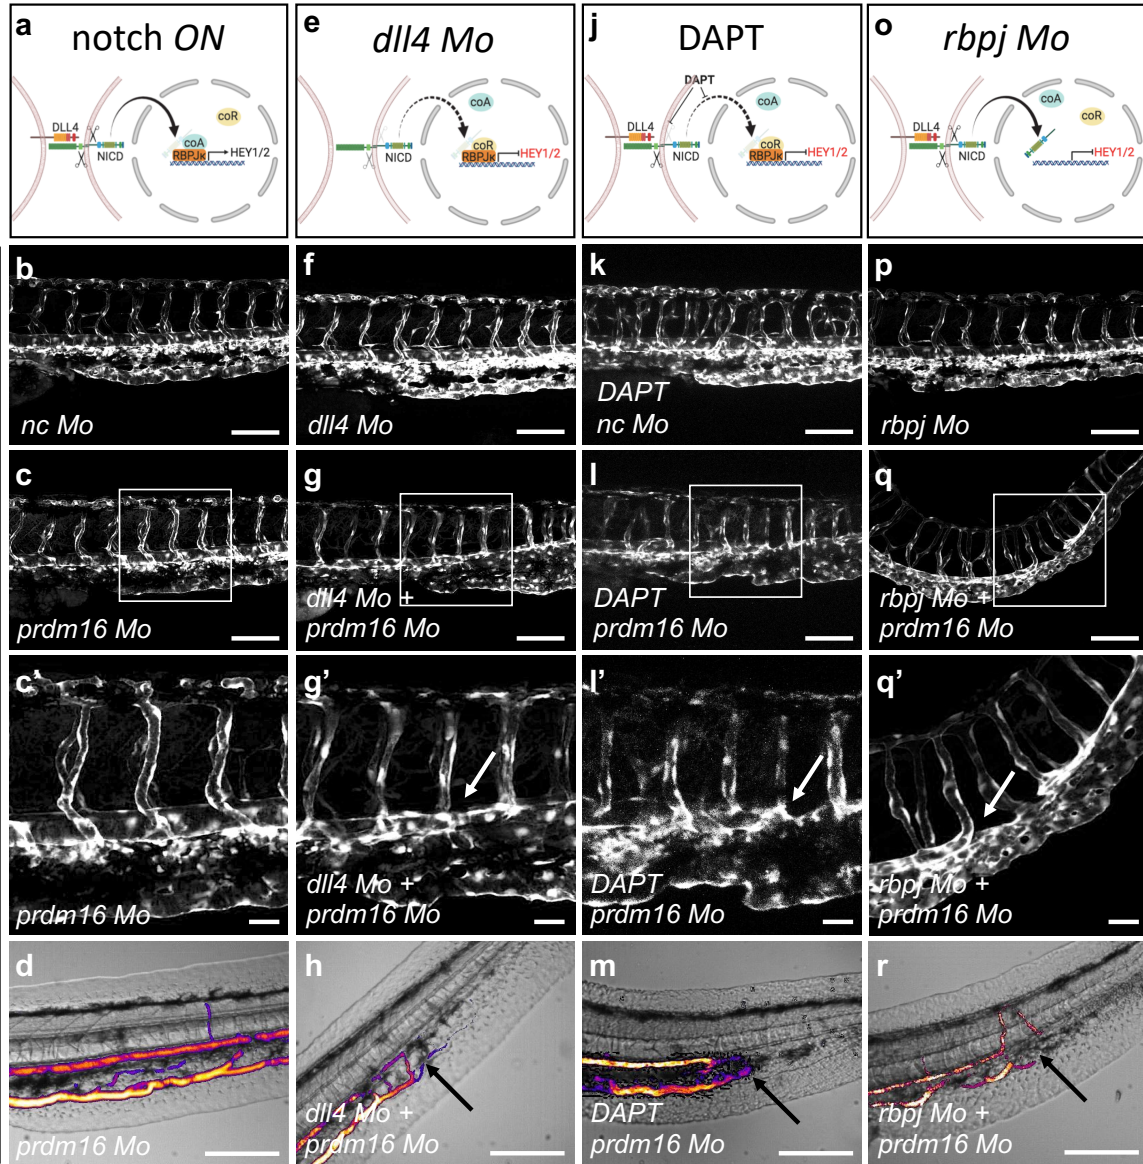 a
notch ON
DLL4
NICD
coA
coR
RBPJκ
HEY1/2
e
dll4 Mo
NICD
coA
coR
RBPJκ
HEY1/2
j
DAPT
DAPT
DLL4
NICD
coA
coR
RBPJκ
HEY1/2
o
rbpj Mo
DLL4
NICD
coA
coR
HEY1/2
b
nc Mo
f
dll4 Mo
k
DAPT
nc Mo
p
rbpj Mo
c
prdm16 Mo
g
dll4 Mo +
prdm16 Mo
l
DAPT
prdm16 Mo
q
rbpj Mo +
prdm16 Mo
c’
prdm16 Mo
g’
dll4 Mo +
prdm16 Mo
l’
DAPT
prdm16 Mo
q’
rbpj Mo +
prdm16 Mo
d
prdm16 Mo
h
dll4 Mo +
prdm16 Mo
m
DAPT
prdm16 Mo
r
rbpj Mo +
prdm16 Mo